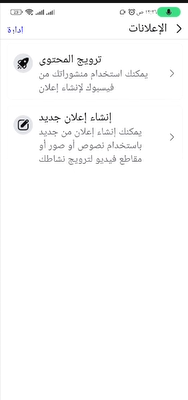 الإعلانات
إدارة
ترويج المحتوى
يمكنك استخدام منشوراتك من
فيسبوك لإنشاء إعلان
إنشاء إعلان جديد
يمكنك إنشاء إعلان من جديد
باستخدام نصوص أو صور أو
مقاطع فيديو لترويج نشاطك